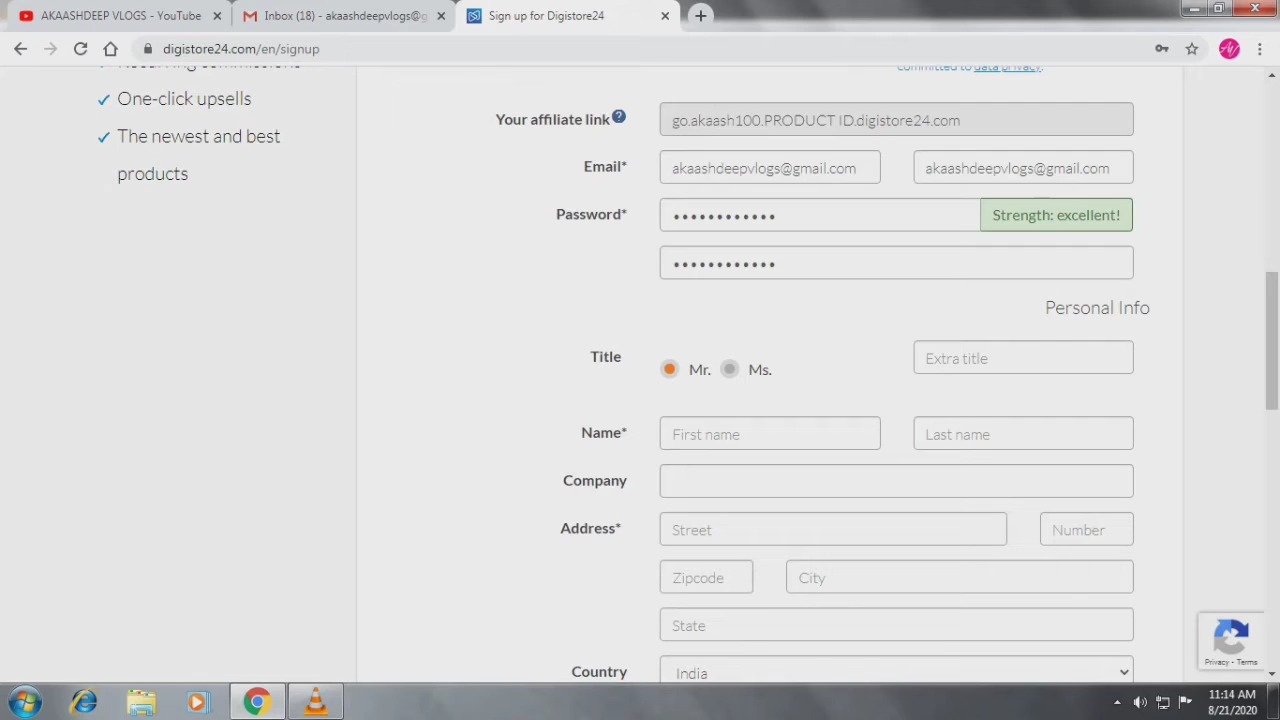 AKAASHDEEP VLOGS - YouTube
Inbox (18) - akaashdeepvlogs@g
Sign up for Digistore24
digistore24.com/en/signup
Recurring commissions
committed to data privacy.
One-click upsells
The newest and best
products
Your affiliate link ?
go.akaash100.PRODUCT ID.digistore24.com
Email*
akaashdeepvlogs@gmail.com
akaashdeepvlogs@gmail.com
Password*
Strength: excellent!
Personal Info
Title
Mr.
Ms.
Extra title
Name*
First name
Last name
Company
Address*
Street
Number
Zipcode
City
State
Country
India
Privacy - Terms
11:14 AM
8/21/2020